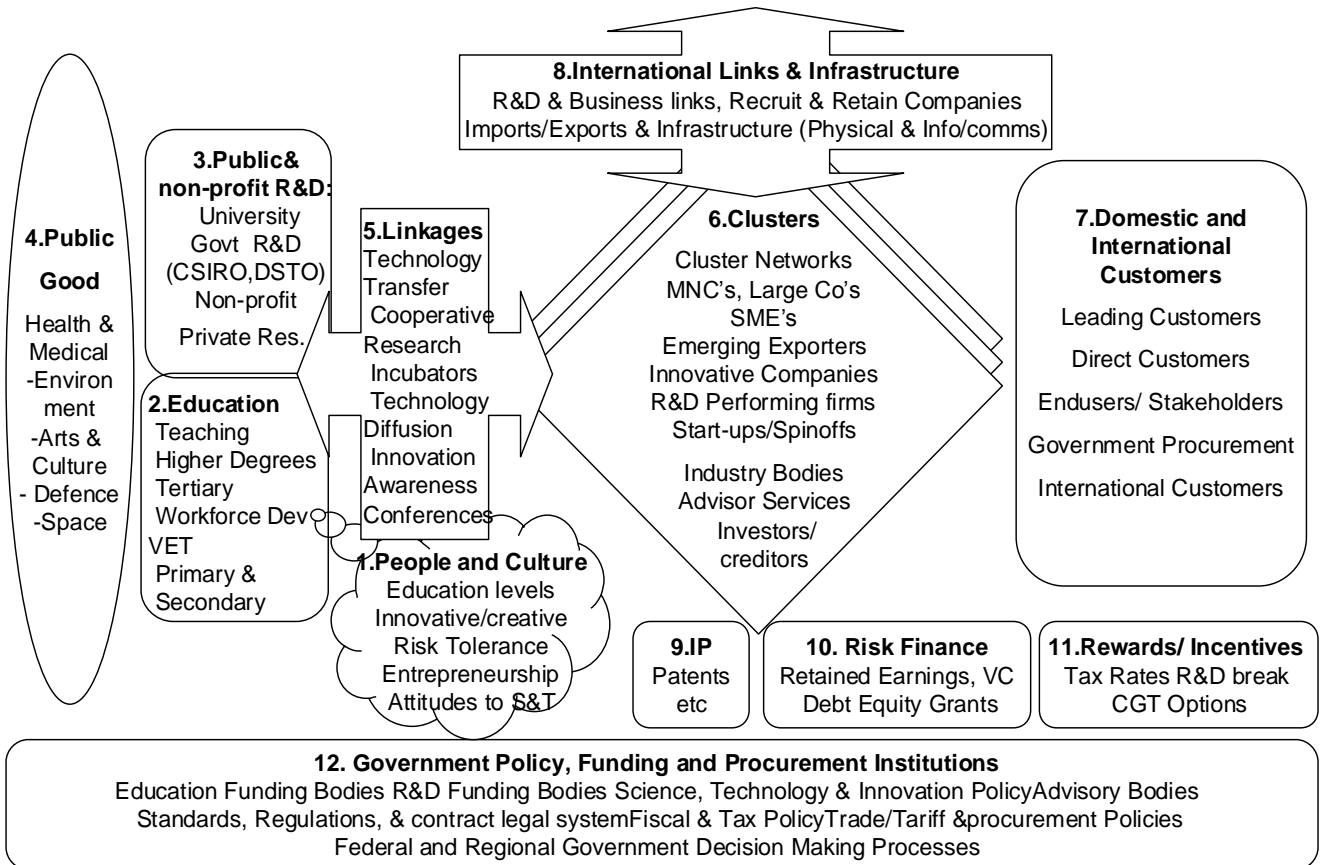 8.International Links & Infrastructure
R&D & Business links, Recruit & Retain Companies
Imports/Exports & Infrastructure (Physical & Info/comms)
4.Public
Good
Health &
Medical
-Environ
ment
-Arts &
Culture
- Defence
-Space
3.Public&
non-profit R&D:
University
Govt R&D
(CSIRO,DSTO)
Non-profit
Private Res.
2.Education
Teaching
Higher Degrees
Tertiary
Workforce Dev
VET
Primary &
Secondary
5.Linkages
Technology
Transfer
Cooperative
Research
Incubators
Technology
Diffusion
Innovation
Awareness
Conferences
1.People and Culture
Education levels
Innovative/creative
Risk Tolerance
Entrepreneurship
Attitudes to S&T
6.Clusters
Cluster Networks
MNC's, Large Co's
SME's
Emerging Exporters
Innovative Companies
R&D Performing firms
Start-ups/Spinoffs
Industry Bodies
Advisor Services
Investors/
creditors
7.Domestic and
International
Customers
Leading Customers
Direct Customers
Endusers/ Stakeholders
Government Procurement
International Customers
9.IP
Patents
etc
10. Risk Finance
Retained Earnings, VC
Debt Equity Grants
11.Rewards/ Incentives
Tax Rates R&D break
CGT Options
12. Government Policy, Funding and Procurement Institutions
Education Funding Bodies R&D Funding Bodies Science, Technology & Innovation PolicyAdvisory Bodies
Standards, Regulations, & contract legal systemFiscal & Tax PolicyTrade/Tariff &procurement Policies
Federal and Regional Government Decision Making Processes